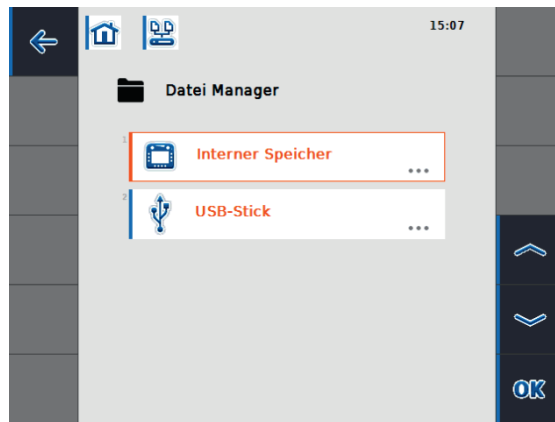 15:07
Datei Manager
1
Interner Speicher
...
2
USB-Stick
...
OK